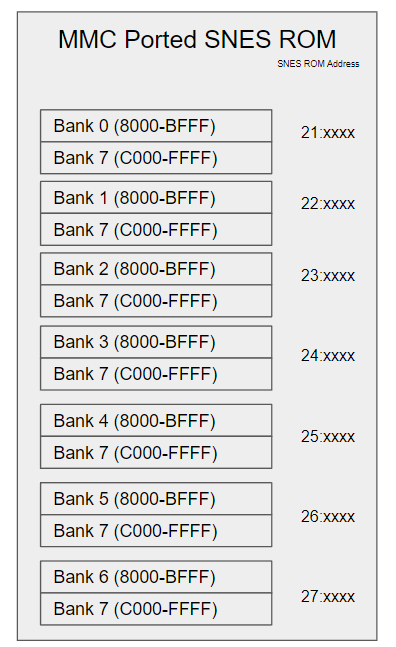 MMC Ported SNES ROM
SNES ROM Address
Bank 0 (8000-BFFF)
21:xxxx
Bank 7 (C000-FFFF)
Bank 1 (8000-BFFF)
22:xxxx
Bank 7 (C000-FFFF)
Bank 2 (8000-BFFF)
23:xxxx
Bank 7 (C000-FFFF)
Bank 3 (8000-BFFF)
24:xxxx
Bank 7 (C000-FFFF)
Bank 4 (8000-BFFF)
25:xxxx
Bank 7 (C000-FFFF)
Bank 5 (8000-BFFF)
26:xxxx
Bank 7 (C000-FFFF)
Bank 6 (8000-BFFF)
27:xxxx
Bank 7 (C000-FFFF)